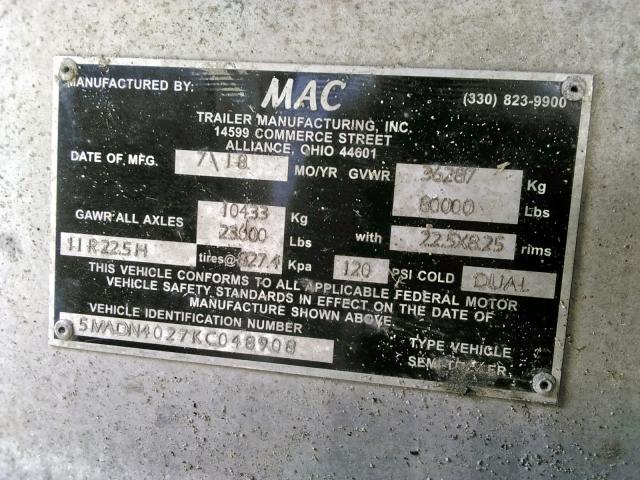 MANUFACTURED BY: MAC (330) 823-9900
TRAILER MANUFACTURING, INC.
14599 COMMERCE STREET
ALLIANCE, OHIO 44601
DATE OF MFG. 7\18 MO/YR GVWR 36287 Kg
80000 Lbs
GAWR ALL AXLES 10433 Kg
23000 Lbs with 22.5X8.25 rims
11R22.5H tires@ 827.4 Kpa 120 PSI COLD DUAL
THIS VEHICLE CONFORMS TO ALL APPLICABLE FEDERAL MOTOR
VEHICLE SAFETY STANDARDS IN EFFECT ON THE DATE OF
MANUFACTURE SHOWN ABOVE.
VEHICLE IDENTIFICATION NUMBER
5MADN4027KC048908
TYPE VEHICLE